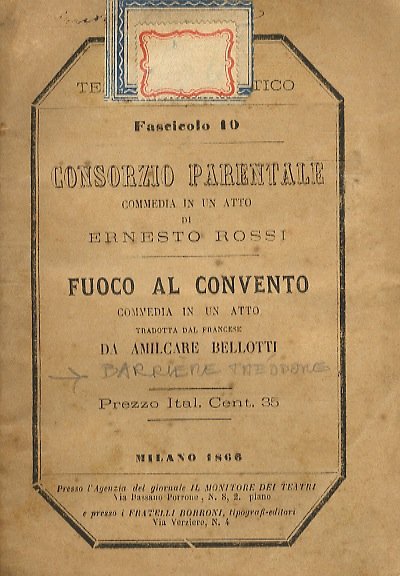 TE TICO
Fascicolo 10
CONSORZIO PARENTALE
COMMEDIA IN UN ATTO
DI
ERNESTO ROSSI
FUOCO AL CONVENTO
COMMEDIA IN UN ATTO
TRADOTTA DAL FRANCESE
DA AMILCARE BELLOTTI
→ BARRIERE THÉODORE
Prezzo Ital. Cent. 35
MILANO 1866
Presso l'Agenzia del giornale IL MONITORE DEI TEATRI
Via Bassano Porrone, N. 8, 2. piano
e presso i FRATELLI BORRONI, tipografi-editori
Via Verziere, N. 4